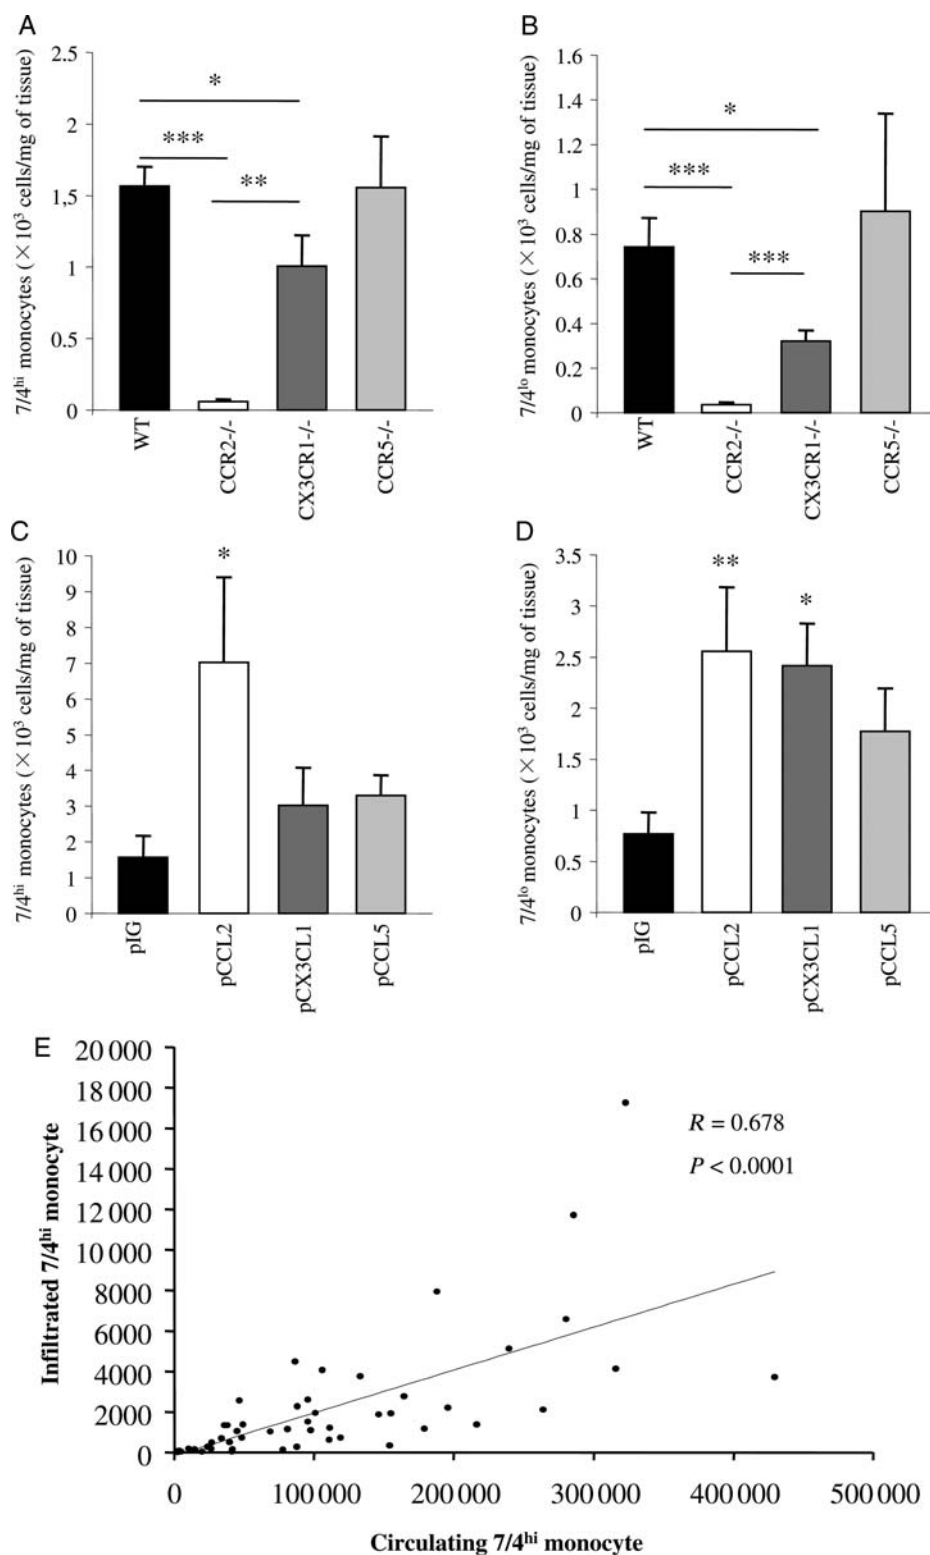 A
7/4hi monocytes (×10³ cells/mg of tissue)
2.5
2
1,5
1
0.5
0
*
***
**
WT
CCR2-/-
CX3CR1-/-
CCR5-/-
B
7/4lo monocytes (×10³ cells/mg of tissue)
1.6
1.4
1.2
1
0.8
0.6
0.4
0.2
0
*
***
***
WT
CCR2-/-
CX3CR1-/-
CCR5-/-
C
7/4hi monocytes (×10³ cells/mg of tissue)
10
9
8
7
6
5
4
3
2
1
0
*
pIG
pCCL2
pCX3CL1
pCCL5
D
7/4lo monocytes (×10³ cells/mg of tissue)
3.5
3
2.5
2
1.5
1
0.5
0
**
*
pIG
pCCL2
pCX3CL1
pCCL5
E
Infiltrated 7/4hi monocyte
20 000
18 000
16 000
14 000
12 000
10 000
8000
6000
4000
2000
0
R = 0.678
P < 0.0001
0 100 000 200 000 300 000 400 000 500 000
Circulating 7/4hi monocyte